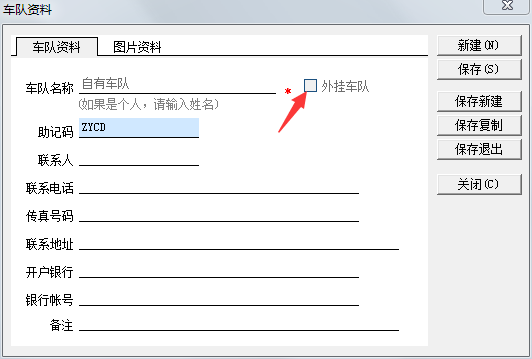 车队资料
车队资料 图片资料
车队名称 自有车队 * 外挂车队
(如果是个人，请输入姓名)
助记码 ZYCD
联系人
联系电话
传真号码
联系地址
开户银行
银行帐号
备注
新建(N)
保存(S)
保存新建
保存复制
保存退出
关闭(C)